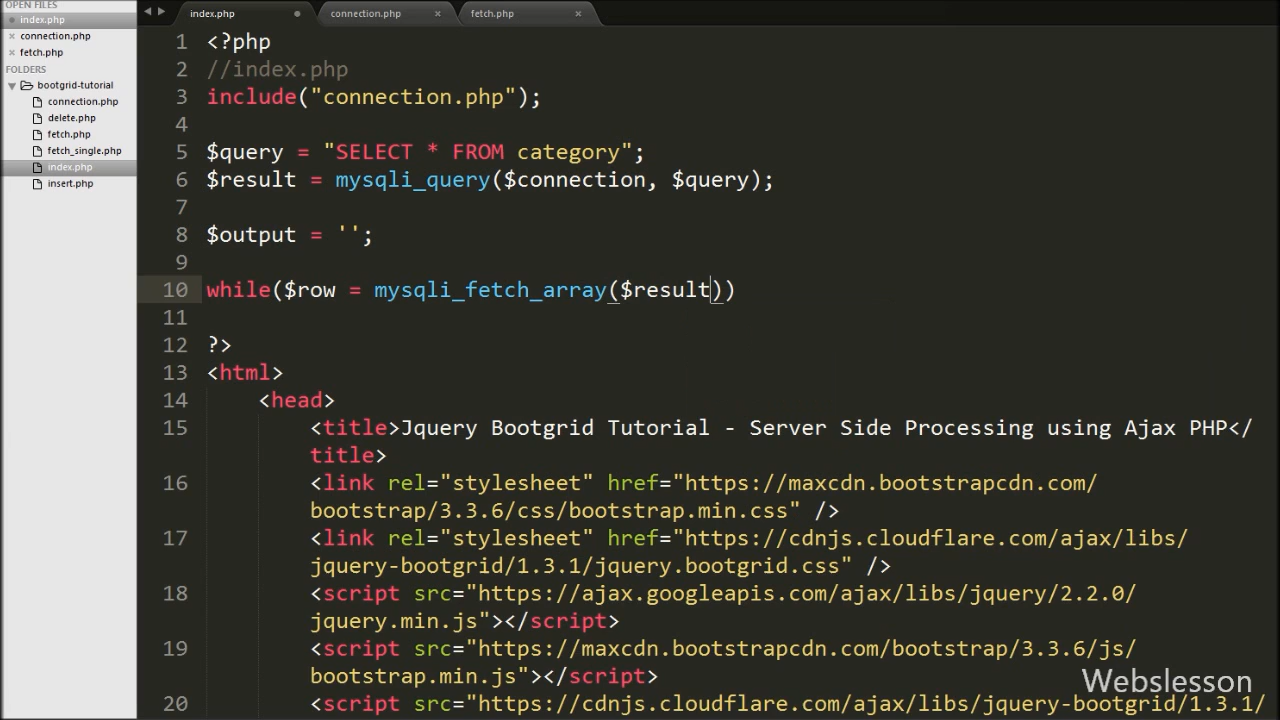 OPEN FILES
index.php
connection.php
fetch.php
FOLDERS
bootgrid-tutorial
connection.php
delete.php
fetch.php
fetch_single.php
index.php
insert.php
index.php
connection.php
fetch.php
1 <?php
2 //index.php
3 include("connection.php");
4
5 $query = "SELECT * FROM category";
6 $result = mysqli_query($connection, $query);
7
8 $output = '';
9
10 while($row = mysqli_fetch_array($result))
11
12 ?>
13 <html>
14 <head>
15 <title>Jquery Bootgrid Tutorial - Server Side Processing using Ajax PHP</
title>
16 <link rel="stylesheet" href="https://maxcdn.bootstrapcdn.com/
bootstrap/3.3.6/css/bootstrap.min.css" />
17 <link rel="stylesheet" href="https://cdnjs.cloudflare.com/ajax/libs/
jquery-bootgrid/1.3.1/jquery.bootgrid.css" />
18 <script src="https://ajax.googleapis.com/ajax/libs/jquery/2.2.0/
jquery.min.js"></script>
19 <script src="https://maxcdn.bootstrapcdn.com/bootstrap/3.3.6/js/
bootstrap.min.js"></script>
20 <script src="https://cdnjs.cloudflare.com/ajax/libs/jquery-bootgrid/1.3.1/
Webslesson